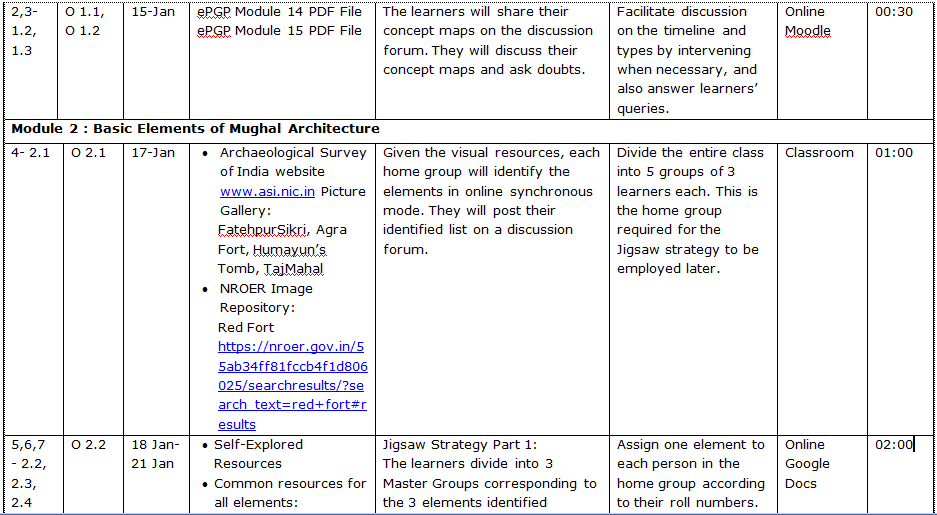 2,3-
1.2,
1.3
O 1.1,
O 1.2
15-Jan
ePGP Module 14 PDF File
ePGP Module 15 PDF File
The learners will share their
concept maps on the discussion
forum. They will discuss their
concept maps and ask doubts.
Facilitate discussion
on the timeline and
types by intervening
when necessary, and
also answer learners’
queries.
Online
Moodle
00:30
Module 2 : Basic Elements of Mughal Architecture
4- 2.1
O 2.1
17-Jan
• Archaeological Survey
of India website
www.asi.nic.in Picture
Gallery:
FatehpurSikri, Agra
Fort, Humayun’s
Tomb, TajMahal
• NROER Image
Repository:
Red Fort
https://nroer.gov.in/5
5ab34ff81fccb4f1d806
025/searchresults/?se
arch_text=red+fort#r
esults
Given the visual resources, each
home group will identify the
elements in online synchronous
mode. They will post their
identified list on a discussion
forum.
Divide the entire class
into 5 groups of 3
learners each. This is
the home group
required for the
Jigsaw strategy to be
employed later.
Classroom
01:00
5,6,7
- 2.2,
2.3,
2.4
O 2.2
18 Jan-
21 Jan
• Self-Explored
Resources
• Common resources for
all elements:
Jigsaw Strategy Part 1:
The learners divide into 3
Master Groups corresponding to
the 3 elements identified
Assign one element to
each person in the
home group according
to their roll numbers.
Online
Google
Docs
02:00